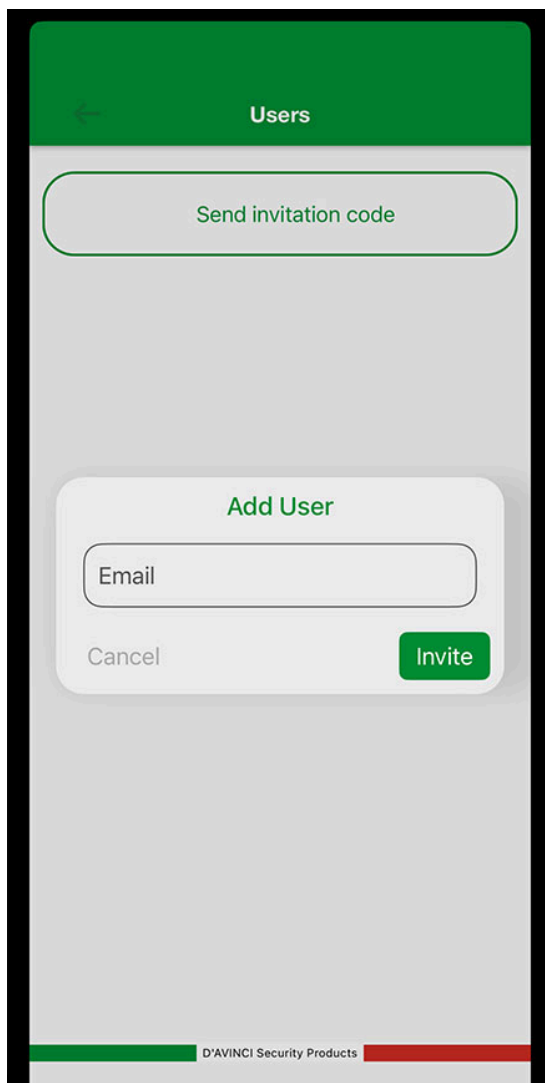 Users
Send invitation code
Add User
Email
Cancel
Invite
D'AVINCI Security Products